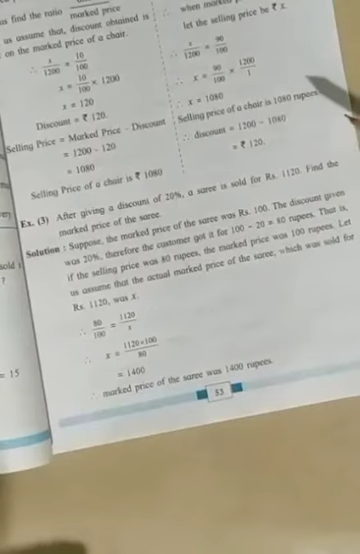 us find the ratio marked price
us assume that, discount obtained is
on the marked price of a chair.
∴ x/1200 = 10/100
x = 10/100 × 1200
x = 120
Discount = ₹ 120.
Selling Price = Marked Price - Discount
= 1200 - 120
= 1080
Selling Price of a chair is ₹ 1080
when marked
let the selling price be ₹ x.
∴ x/1200 = 90/100
∴ x = 90/100 × 1200/1
∴ x = 1080
Selling price of a chair is 1080 rupees
∴ discount = 1200 - 1080
= ₹ 120.
Ex. (3) After giving a discount of 20%, a saree is sold for Rs. 1120. Find the
marked price of the saree.
Solution : Suppose, the marked price of the saree was Rs. 100. The discount given
was 20%, therefore the customer got it for 100 - 20 = 80 rupees. That is,
if the selling price was 80 rupees, the marked price was 100 rupees. Let
us assume that the actual marked price of the saree, which was sold for
Rs. 1120, was x.
∴ 80/100 = 1120/x
∴ x = 1120×100/80
= 1400
∴ marked price of the saree was 1400 rupees.
53
sold
?
= 15